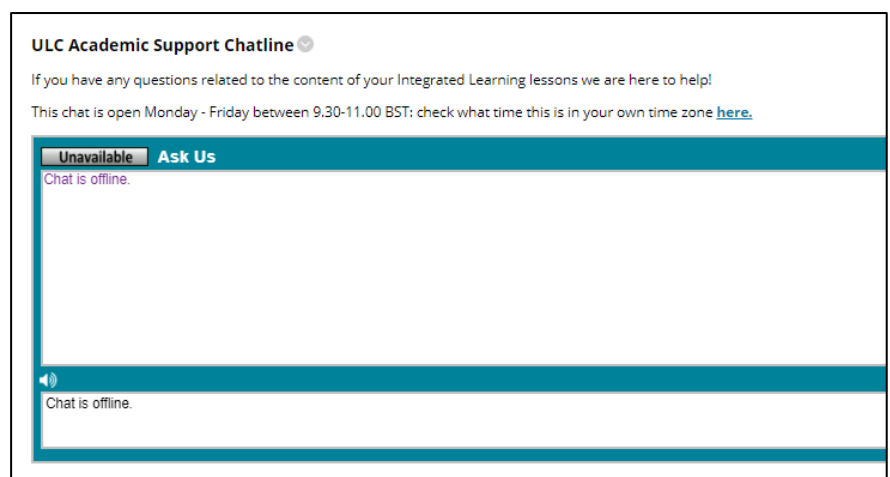 ULC Academic Support Chatline
If you have any questions related to the content of your Integrated Learning lessons we are here to help!
This chat is open Monday - Friday between 9.30-11.00 BST: check what time this is in your own time zone here.
Unavailable Ask Us
Chat is offline.
Chat is offline.